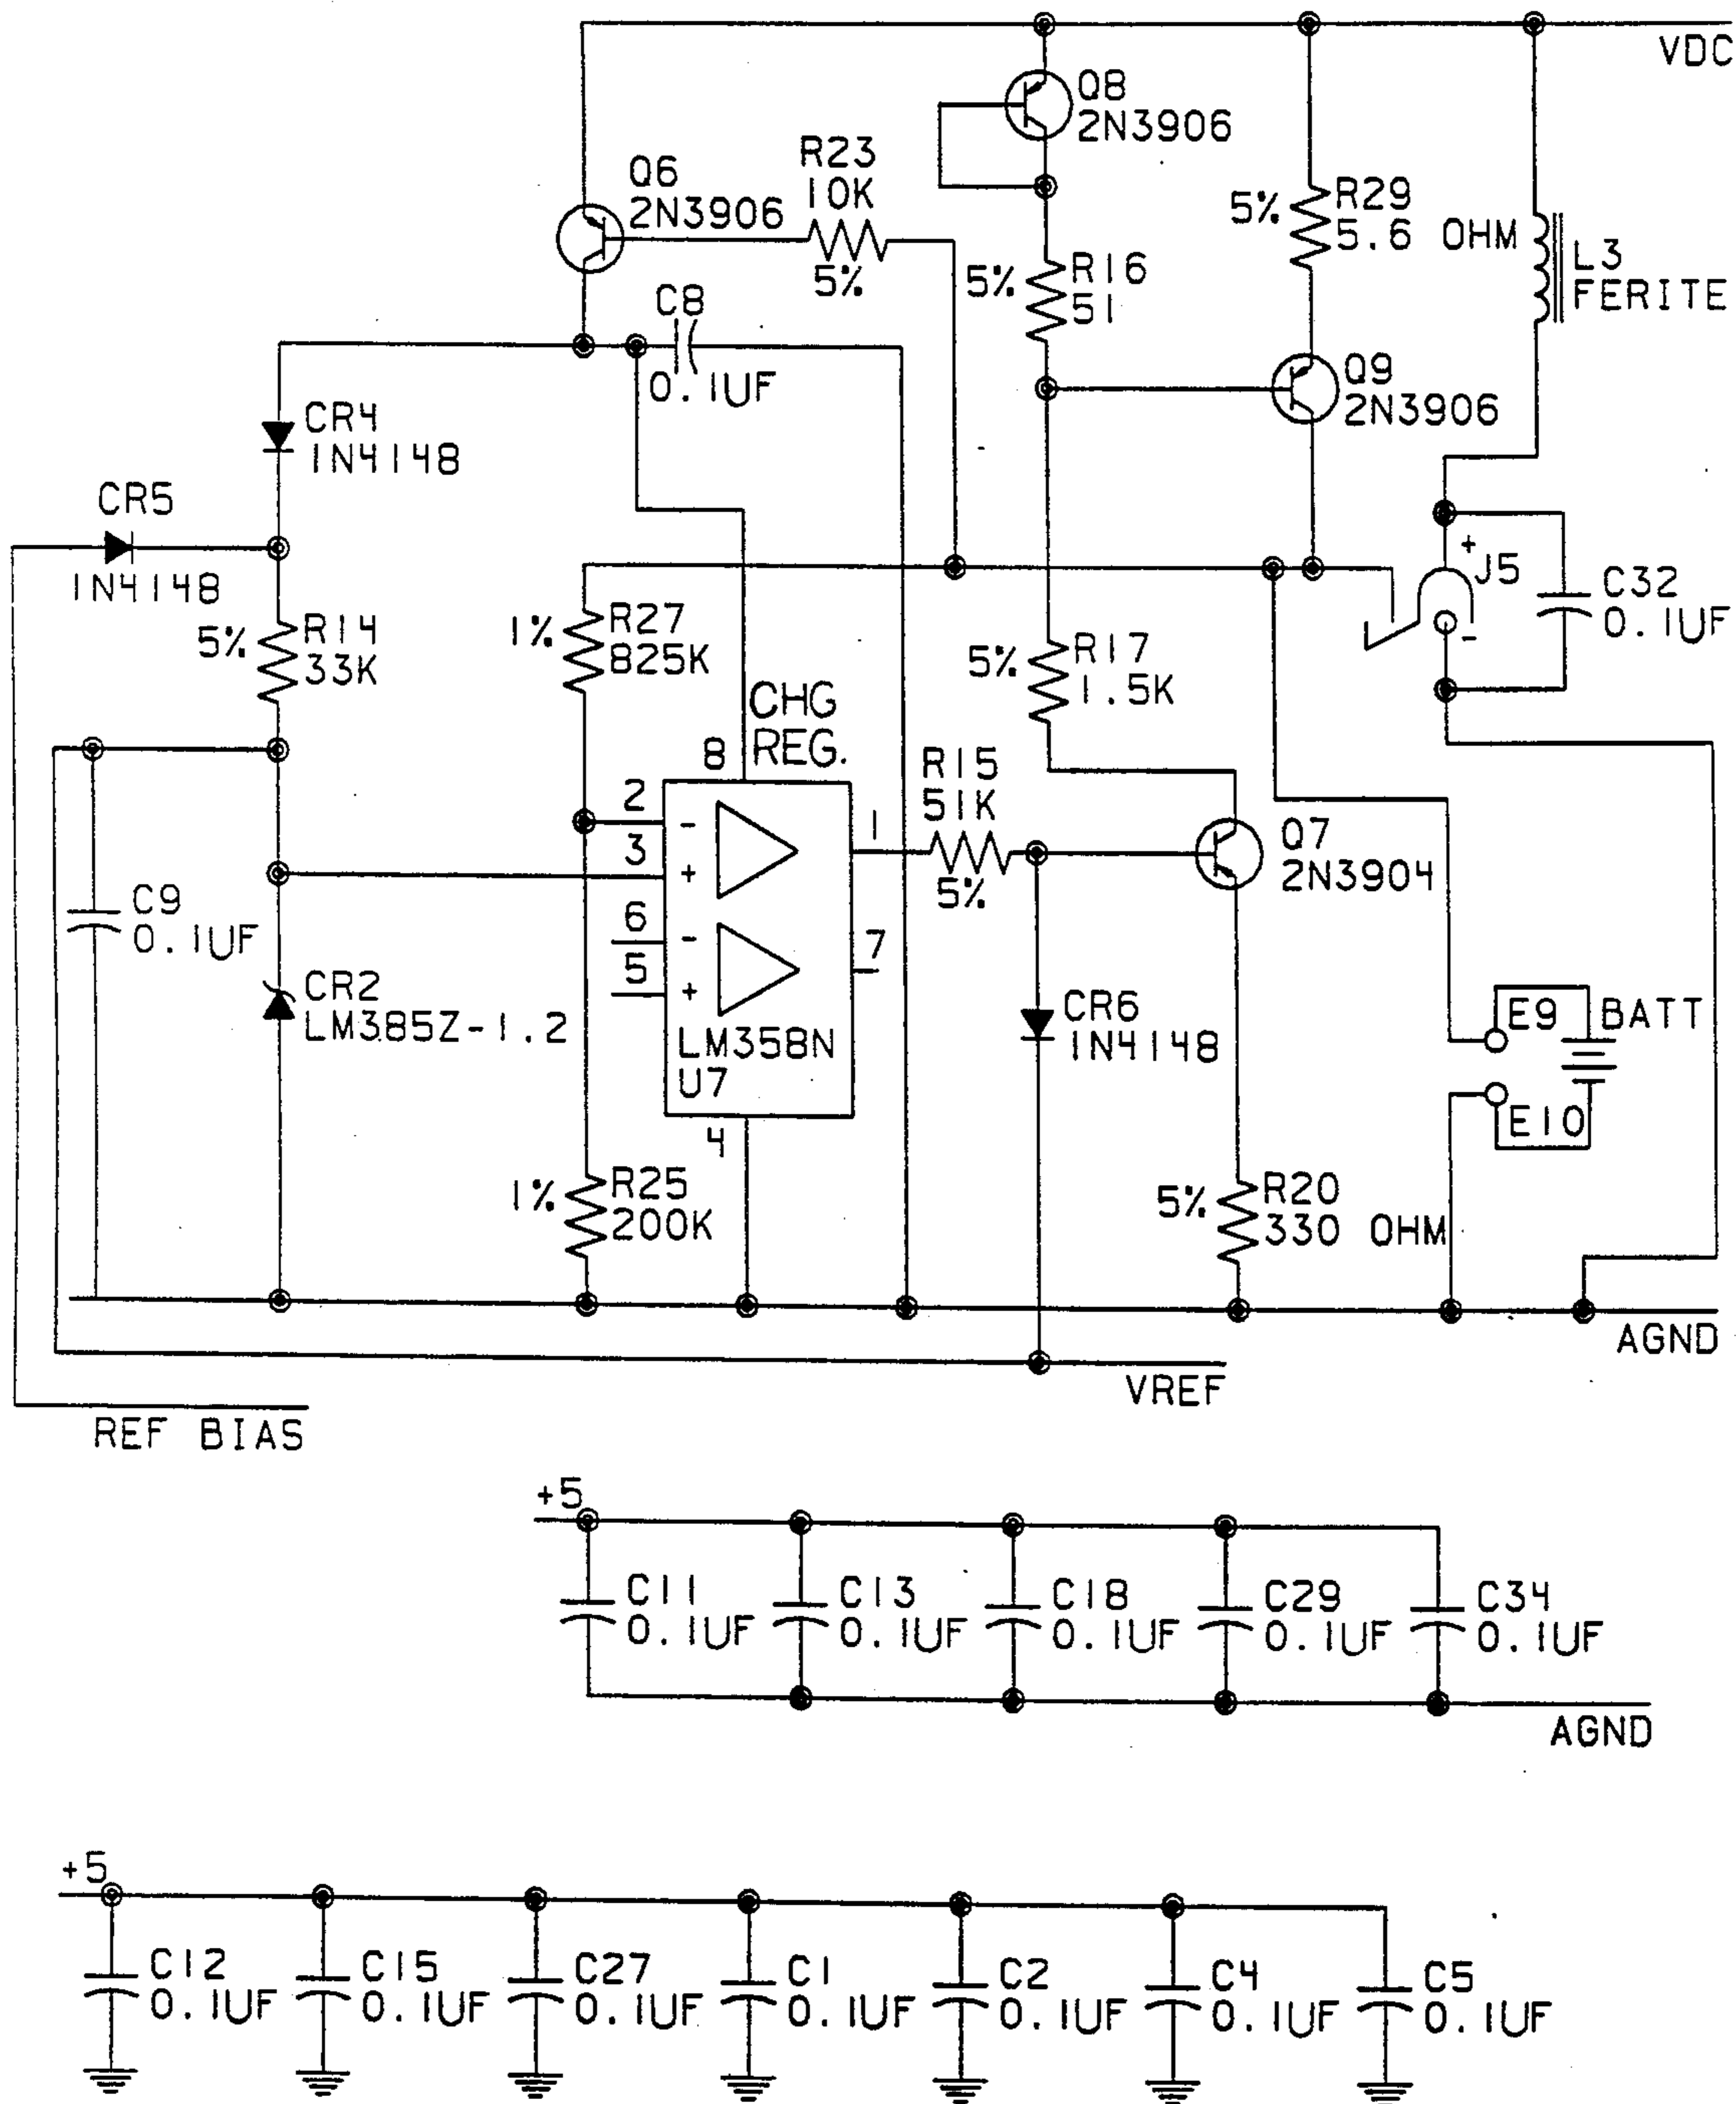 VDC
Q8
2N3906
R23
10K
5%
Q6
2N3906
5%
R29
5.6 OHM
L3
FERITE
5%
R16
51
C8
0.1UF
Q9
2N3906
CR4
1N4148
CR5
1N4148
+
J5
-
C32
0.1UF
5%
R14
33K
1%
R27
825K
5%
R17
1.5K
CHG
REG.
8
R15
51K
5%
2
-
3
+
1
6
-
5
+
7
Q7
2N3904
C9
0.1UF
CR2
LM385Z-1.2
LM358N
U7
4
CR6
1N4148
E9
BATT
E10
1%
R25
200K
5%
R20
330 OHM
AGND
VREF
REF BIAS
+5
C11
0.1UF
C13
0.1UF
C18
0.1UF
C29
0.1UF
C34
0.1UF
AGND
+5
C12
0.1UF
C15
0.1UF
C27
0.1UF
C1
0.1UF
C2
0.1UF
C4
0.1UF
C5
0.1UF